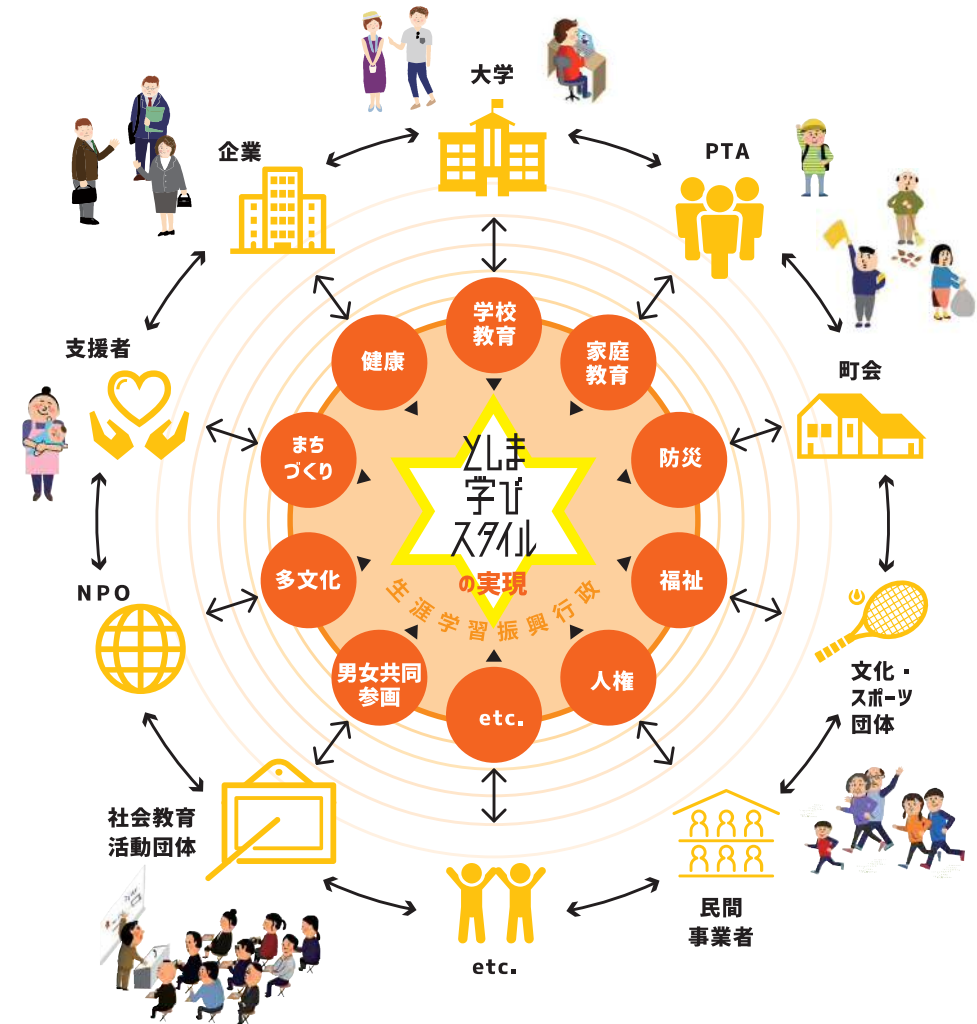 大学
企業
PTA
支援者
町会
学校
教育
健康
家庭
教育
まち
づくり
防災
としま
学び
スタイル
の実現
生涯学習振興行政
多文化
福祉
男女共同
参画
人権
etc.
NPO
文化・
スポーツ
団体
社会教育
活動団体
民間
事業者
etc.